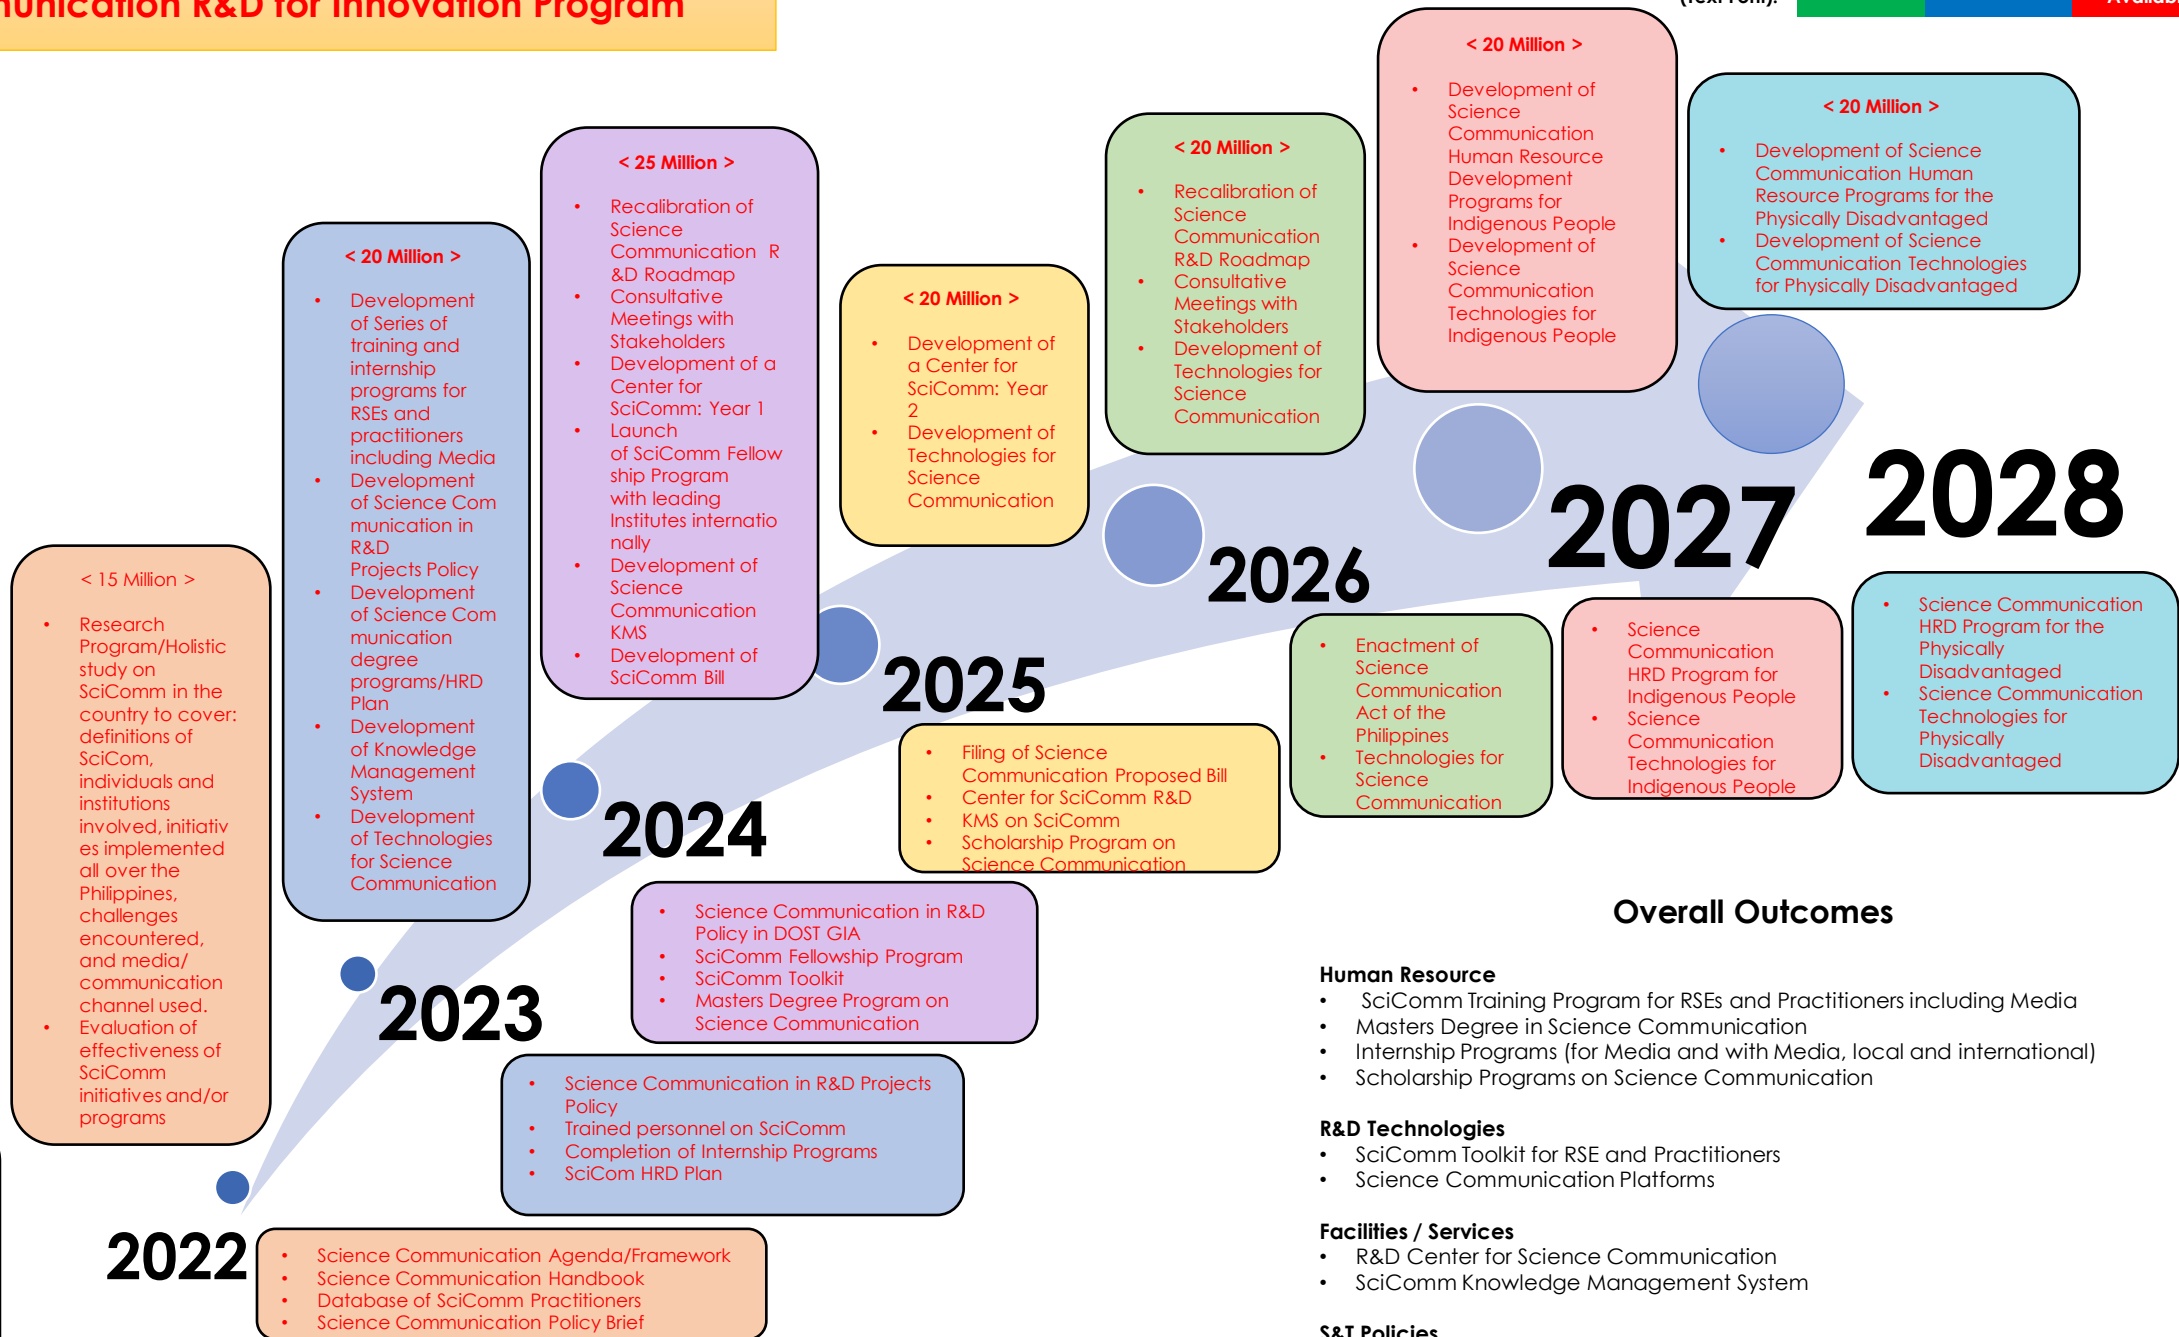 R&D for Innovation Program
< 15 Million >
• Research
Program/Holistic
study on
SciComm in the
country to cover:
definitions of
SciCom,
individuals and
institutions
involved, initiativ
es implemented
all over the
Philippines,
challenges
encountered,
and media/
communication
channel used.
• Evaluation of
effectiveness of
SciComm
initiatives and/or
programs
2022
• Science Communication Agenda/Framework
• Science Communication Handbook
• Database of SciComm Practitioners
• Science Communication Policy Brief
< 20 Million >
• Development
of Series of
training and
internship
programs for
RSEs and
practitioners
including Media
• Development
of Science Com
munication in
R&D
Projects Policy
• Development
of Science Com
munication
degree
programs/HRD
Plan
• Development
of Knowledge
Management
System
• Development
of Technologies
for Science
Communication
2023
• Science Communication in R&D Projects
Policy
• Trained personnel on SciComm
• Completion of Internship Programs
• SciCom HRD Plan
< 25 Million >
• Recalibration of
Science
Communication R
&D Roadmap
• Consultative
Meetings with
Stakeholders
• Development of a
Center for
SciComm: Year 1
• Launch
of SciComm Fellow
ship Program
with leading
Institutes internatio
nally
• Development of
Science
Communication
KMS
• Development of
SciComm Bill
2024
• Science Communication in R&D
Policy in DOST GIA
• SciComm Fellowship Program
• SciComm Toolkit
• Masters Degree Program on
Science Communication
< 20 Million >
• Development of
a Center for
SciComm: Year
2
• Development of
Technologies for
Science
Communication
2025
• Filing of Science
Communication Proposed Bill
• Center for SciComm R&D
• KMS on SciComm
• Scholarship Program on
Science Communication
< 20 Million >
• Recalibration of
Science
Communication
R&D Roadmap
• Consultative
Meetings with
Stakeholders
• Development of
Technologies for
Science
Communication
2026
• Enactment of
Science
Communication
Act of the
Philippines
• Technologies for
Science
Communication
< 20 Million >
• Development of
Science
Communication
Human Resource
Development
Programs for
Indigenous People
• Development of
Science
Communication
Technologies for
Indigenous People
2027
• Science
Communication
HRD Program for
Indigenous People
• Science
Communication
Technologies for
Indigenous People
< 20 Million >
• Development of Science
Communication Human
Resource Programs for the
Physically Disadvantaged
• Development of Science
Communication Technologies
for Physically Disadvantaged
2028
• Science Communication
HRD Program for the
Physically
Disadvantaged
• Science Communication
Technologies for
Physically
Disadvantaged
Overall Outcomes
Human Resource
• SciComm Training Program for RSEs and Practitioners including Media
• Masters Degree in Science Communication
• Internship Programs (for Media and with Media, local and international)
• Scholarship Programs on Science Communication
R&D Technologies
• SciComm Toolkit for RSE and Practitioners
• Science Communication Platforms
Facilities / Services
• R&D Center for Science Communication
• SciComm Knowledge Management System
S&T Policies